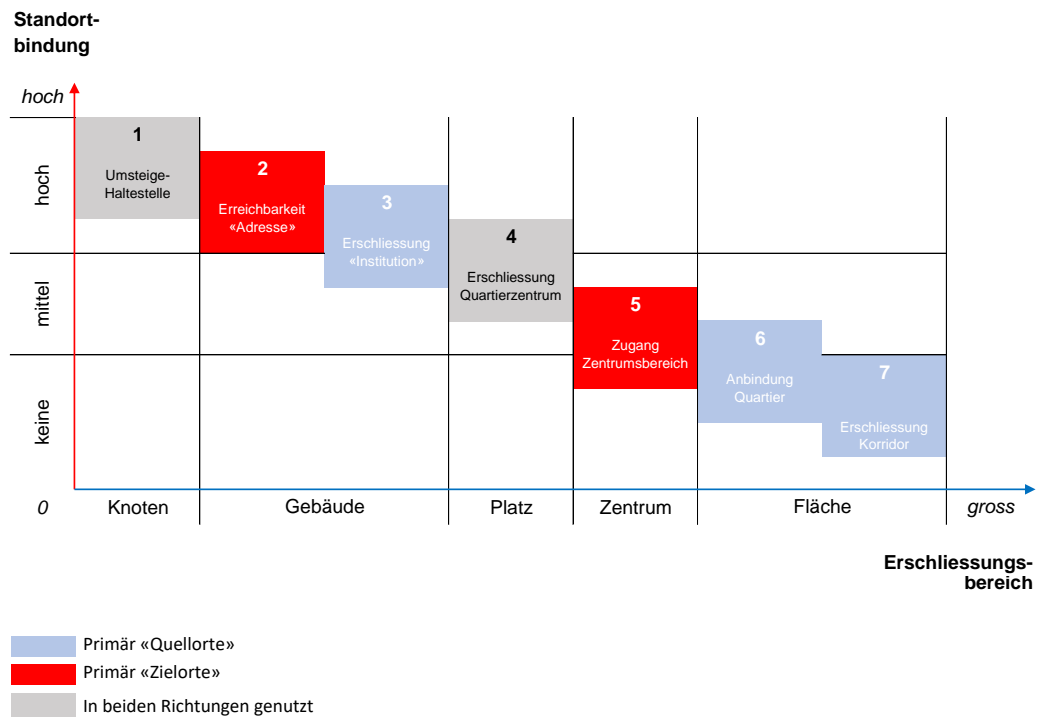 Standort-
bindung
hoch
hoch
mittel
keine
1
Umsteige-
Haltestelle
2
Erreichbarkeit
«Adresse»
3
Erschliessung
«Institution»
4
Erschliessung
Quartierzentrum
5
Zugang
Zentrumsbereich
6
Anbindung
Quartier
7
Erschliessung
Korridor
0
Knoten
Gebäude
Platz
Zentrum
Fläche
gross
Erschliessungs-
bereich
Primär «Quellorte»
Primär «Zielorte»
In beiden Richtungen genutzt